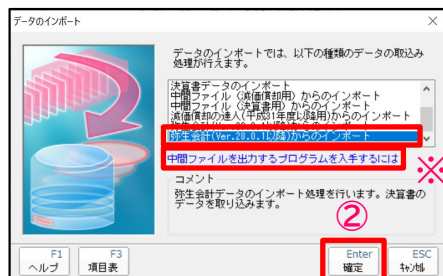 データのインポート
データのインポートでは、以下の種類のデータの取込み
処理が行えます。
決算書データのインポート
中間ファイル（減価償却用）からのインポート
中間ファイル（決算書用）からのインポート
減価償却の達人(平成31年度以降用)からのインポート
弥生会計(Ver.28.0.1以降)からのインポート
中間ファイルを出力するプログラムを入手するには
※
コメント
弥生会計データのインポート処理を行います。決算書の
データを取り込みます。
②
F1
ヘルプ
F3
項目表
Enter
確定
ESC
ｷｬﾝｾﾙ